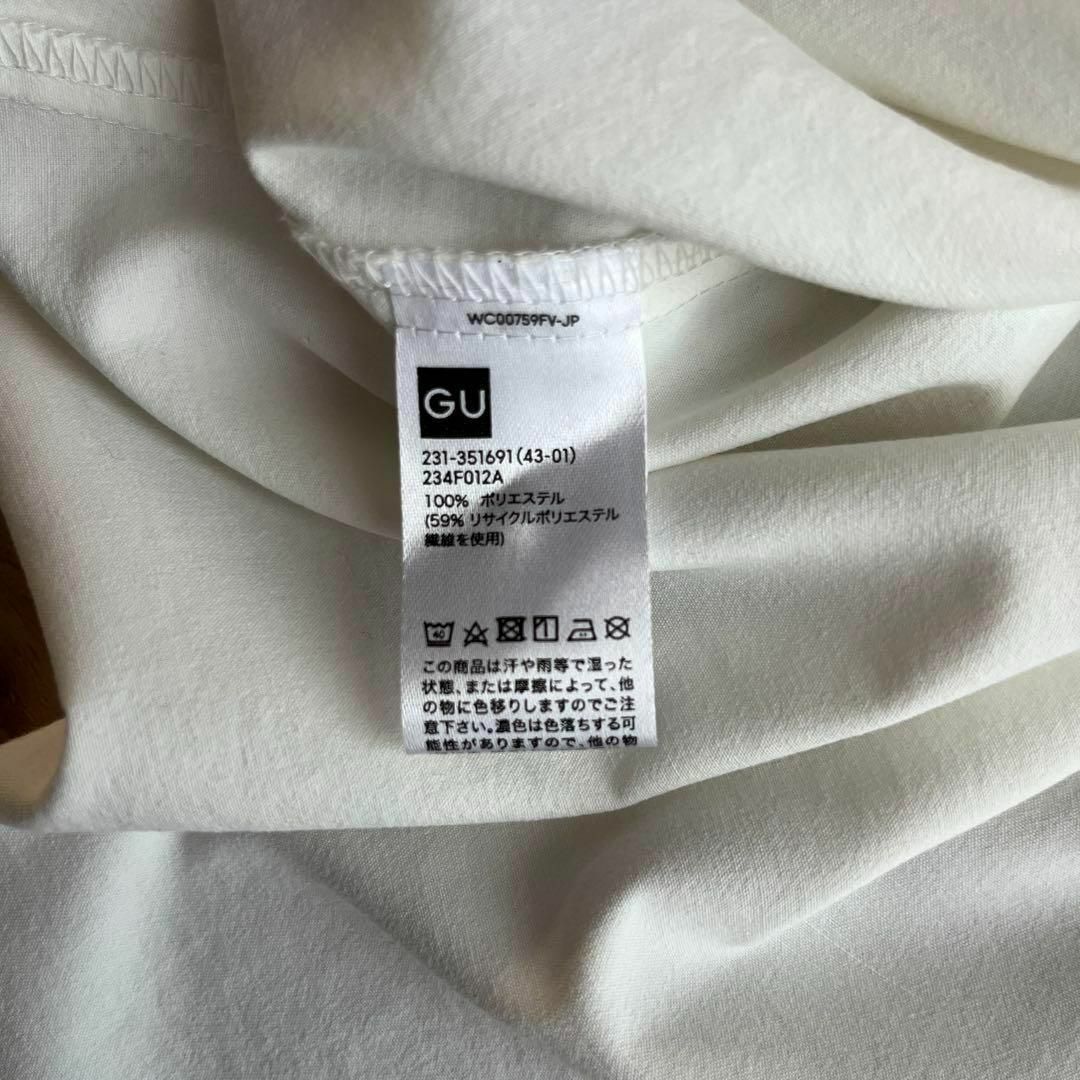 WC00759FV-JP
GU
231-351691(43-01)
234F012A
100% ポリエステル
(59% リサイクルポリエステル
繊維を使用)
40
この商品は汗や雨等で湿った
状態、または摩擦によって、他
の物に色移りしますのでご注
意下さい。濃色は色落ちする可
能性がありますので、他の物